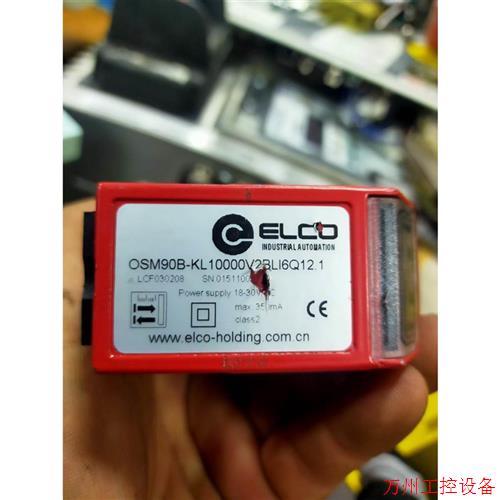 ELCO
INDUSTRIAL AUTOMATION
OSM90B-KL10000V2BLI6Q12.1
LCF030208
Power supply 18-30V
max. 35mA
class2
CE
www.elco-holding.com.cn
万州工控设备